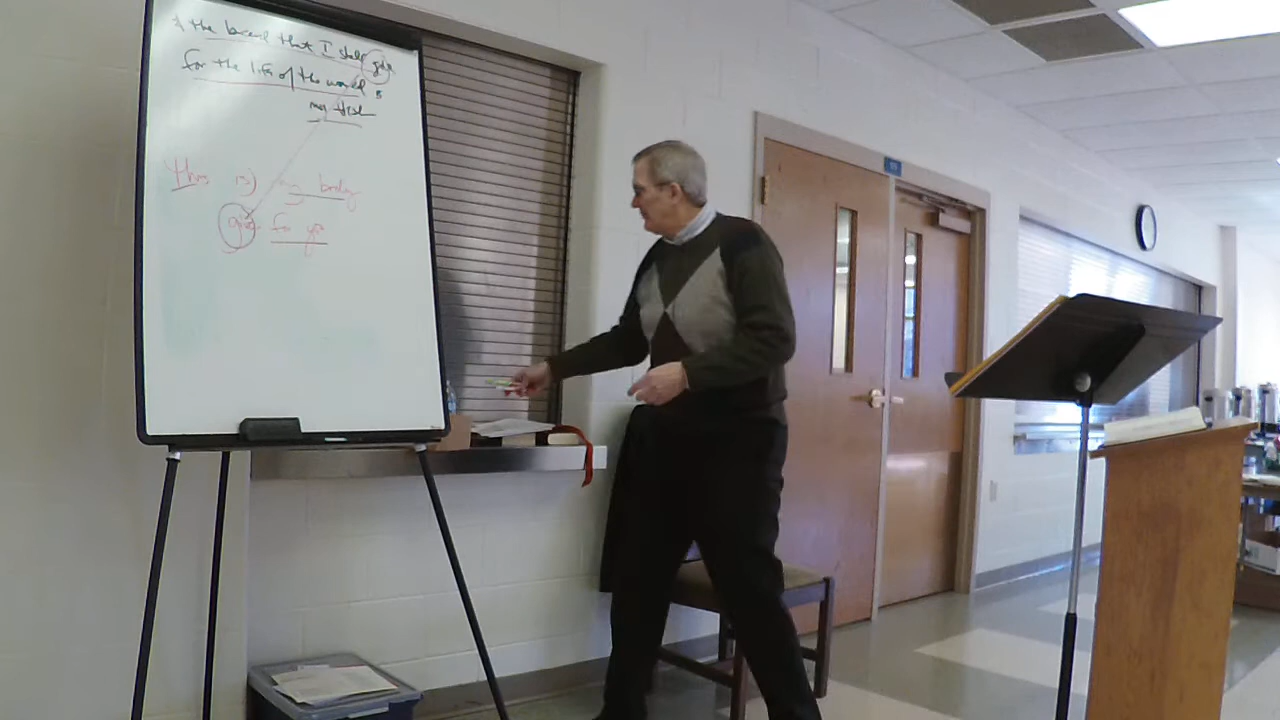 & the bread that I shall give
for the life of the world is
my flesh
This is my body
given for you